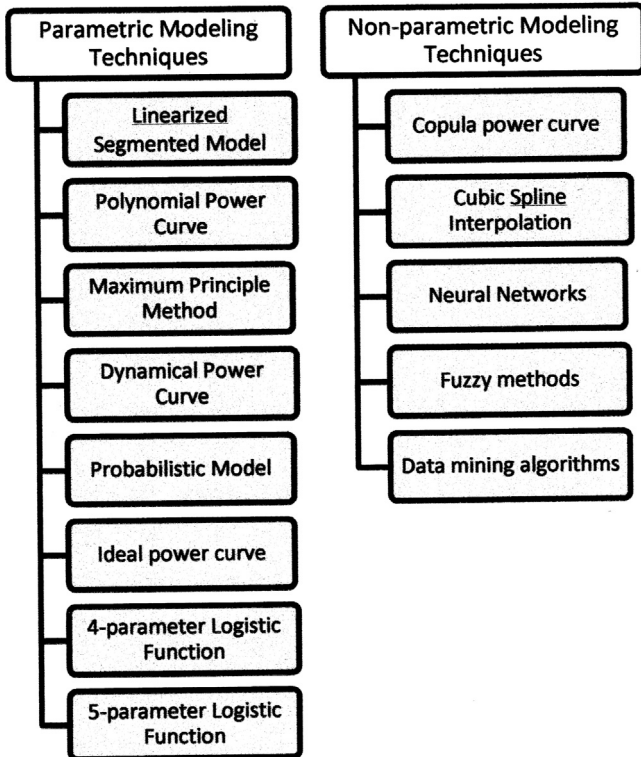 Parametric Modeling
Techniques
Linearized
Segmented Model
Polynomial Power
Curve
Maximum Principle
Method
Dynamical Power
Curve
Probabilistic Model
Ideal power curve
4-parameter Logistic
Function
5-parameter Logistic
Function
Non-parametric Modeling
Techniques
Copula power curve
Cubic Spline
Interpolation
Neural Networks
Fuzzy methods
Data mining algorithms